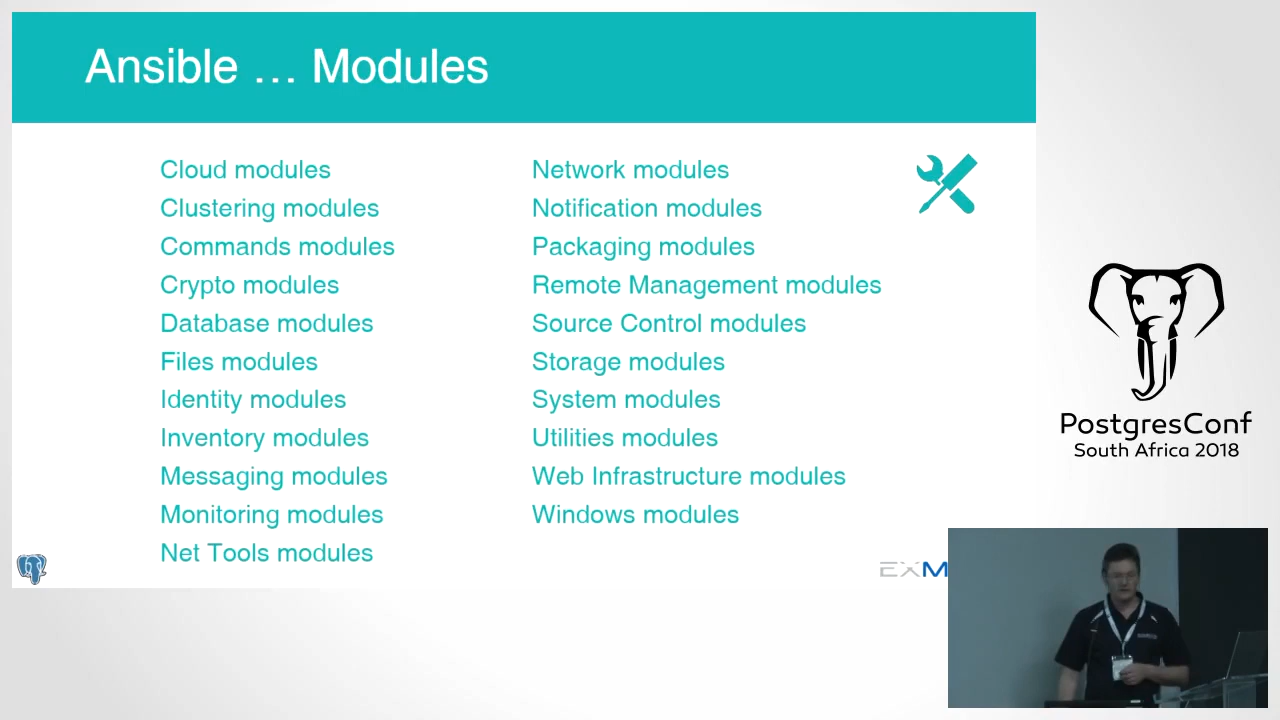 Ansible … Modules
Cloud modules
Clustering modules
Commands modules
Crypto modules
Database modules
Files modules
Identity modules
Inventory modules
Messaging modules
Monitoring modules
Net Tools modules
Network modules
Notification modules
Packaging modules
Remote Management modules
Source Control modules
Storage modules
System modules
Utilities modules
Web Infrastructure modules
Windows modules
EXM
PostgresConf
South Africa 2018